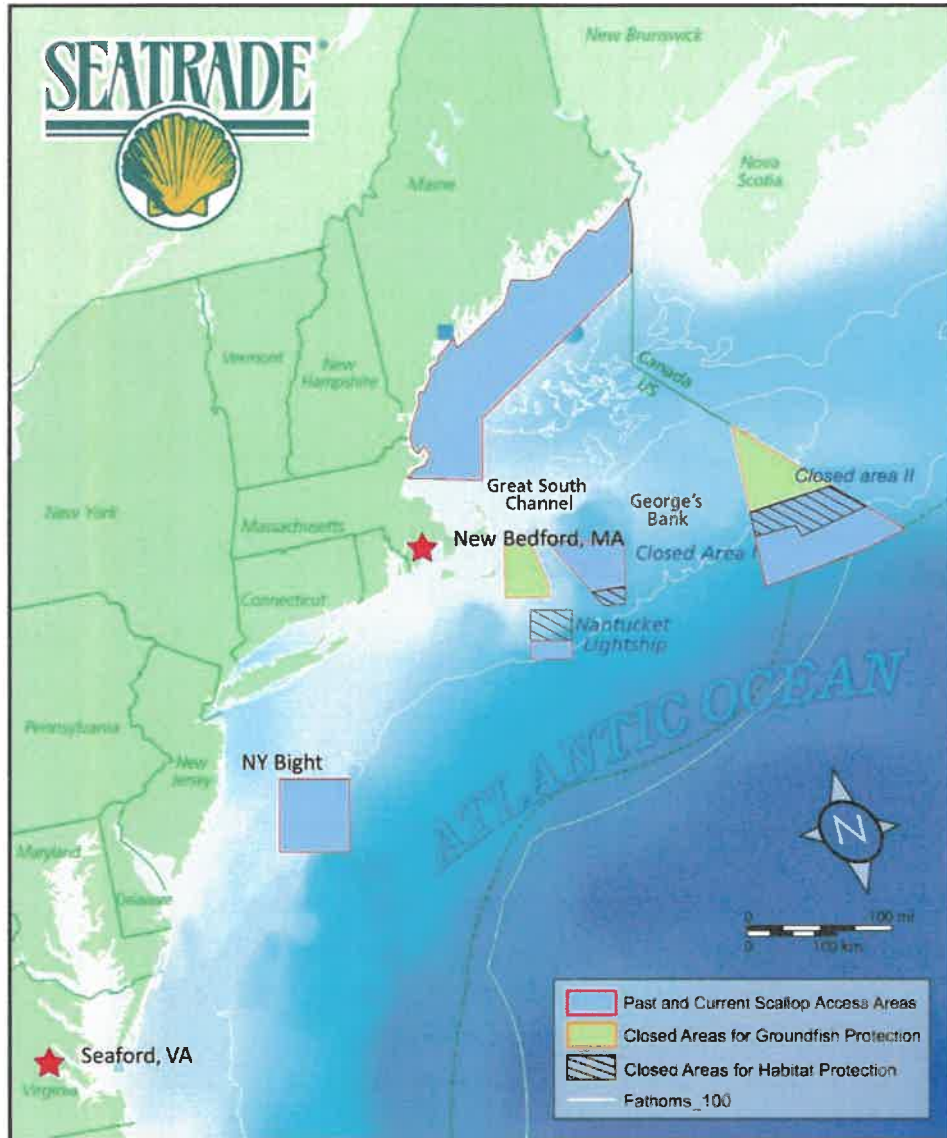 SEATRADE
New Brunswick
Nova
Scotia
Maine
Vermont
New
Hampshire
Canada
US
New York
Massachusetts
Great South
Channel
George's
Bank
Closed area II
New Bedford, MA
Closed Area I
Connecticut
Nantucket
Lightship
Pennsylvania
New
Jersey
NY Bight
ATLANTIC OCEAN
Maryland
Delaware
N
0 100 mi
0 100 km
Seaford, VA
Virginia
Past and Current Scallop Access Areas
Closed Areas for Groundfish Protection
Closed Areas for Habitat Protection
Fathoms_100